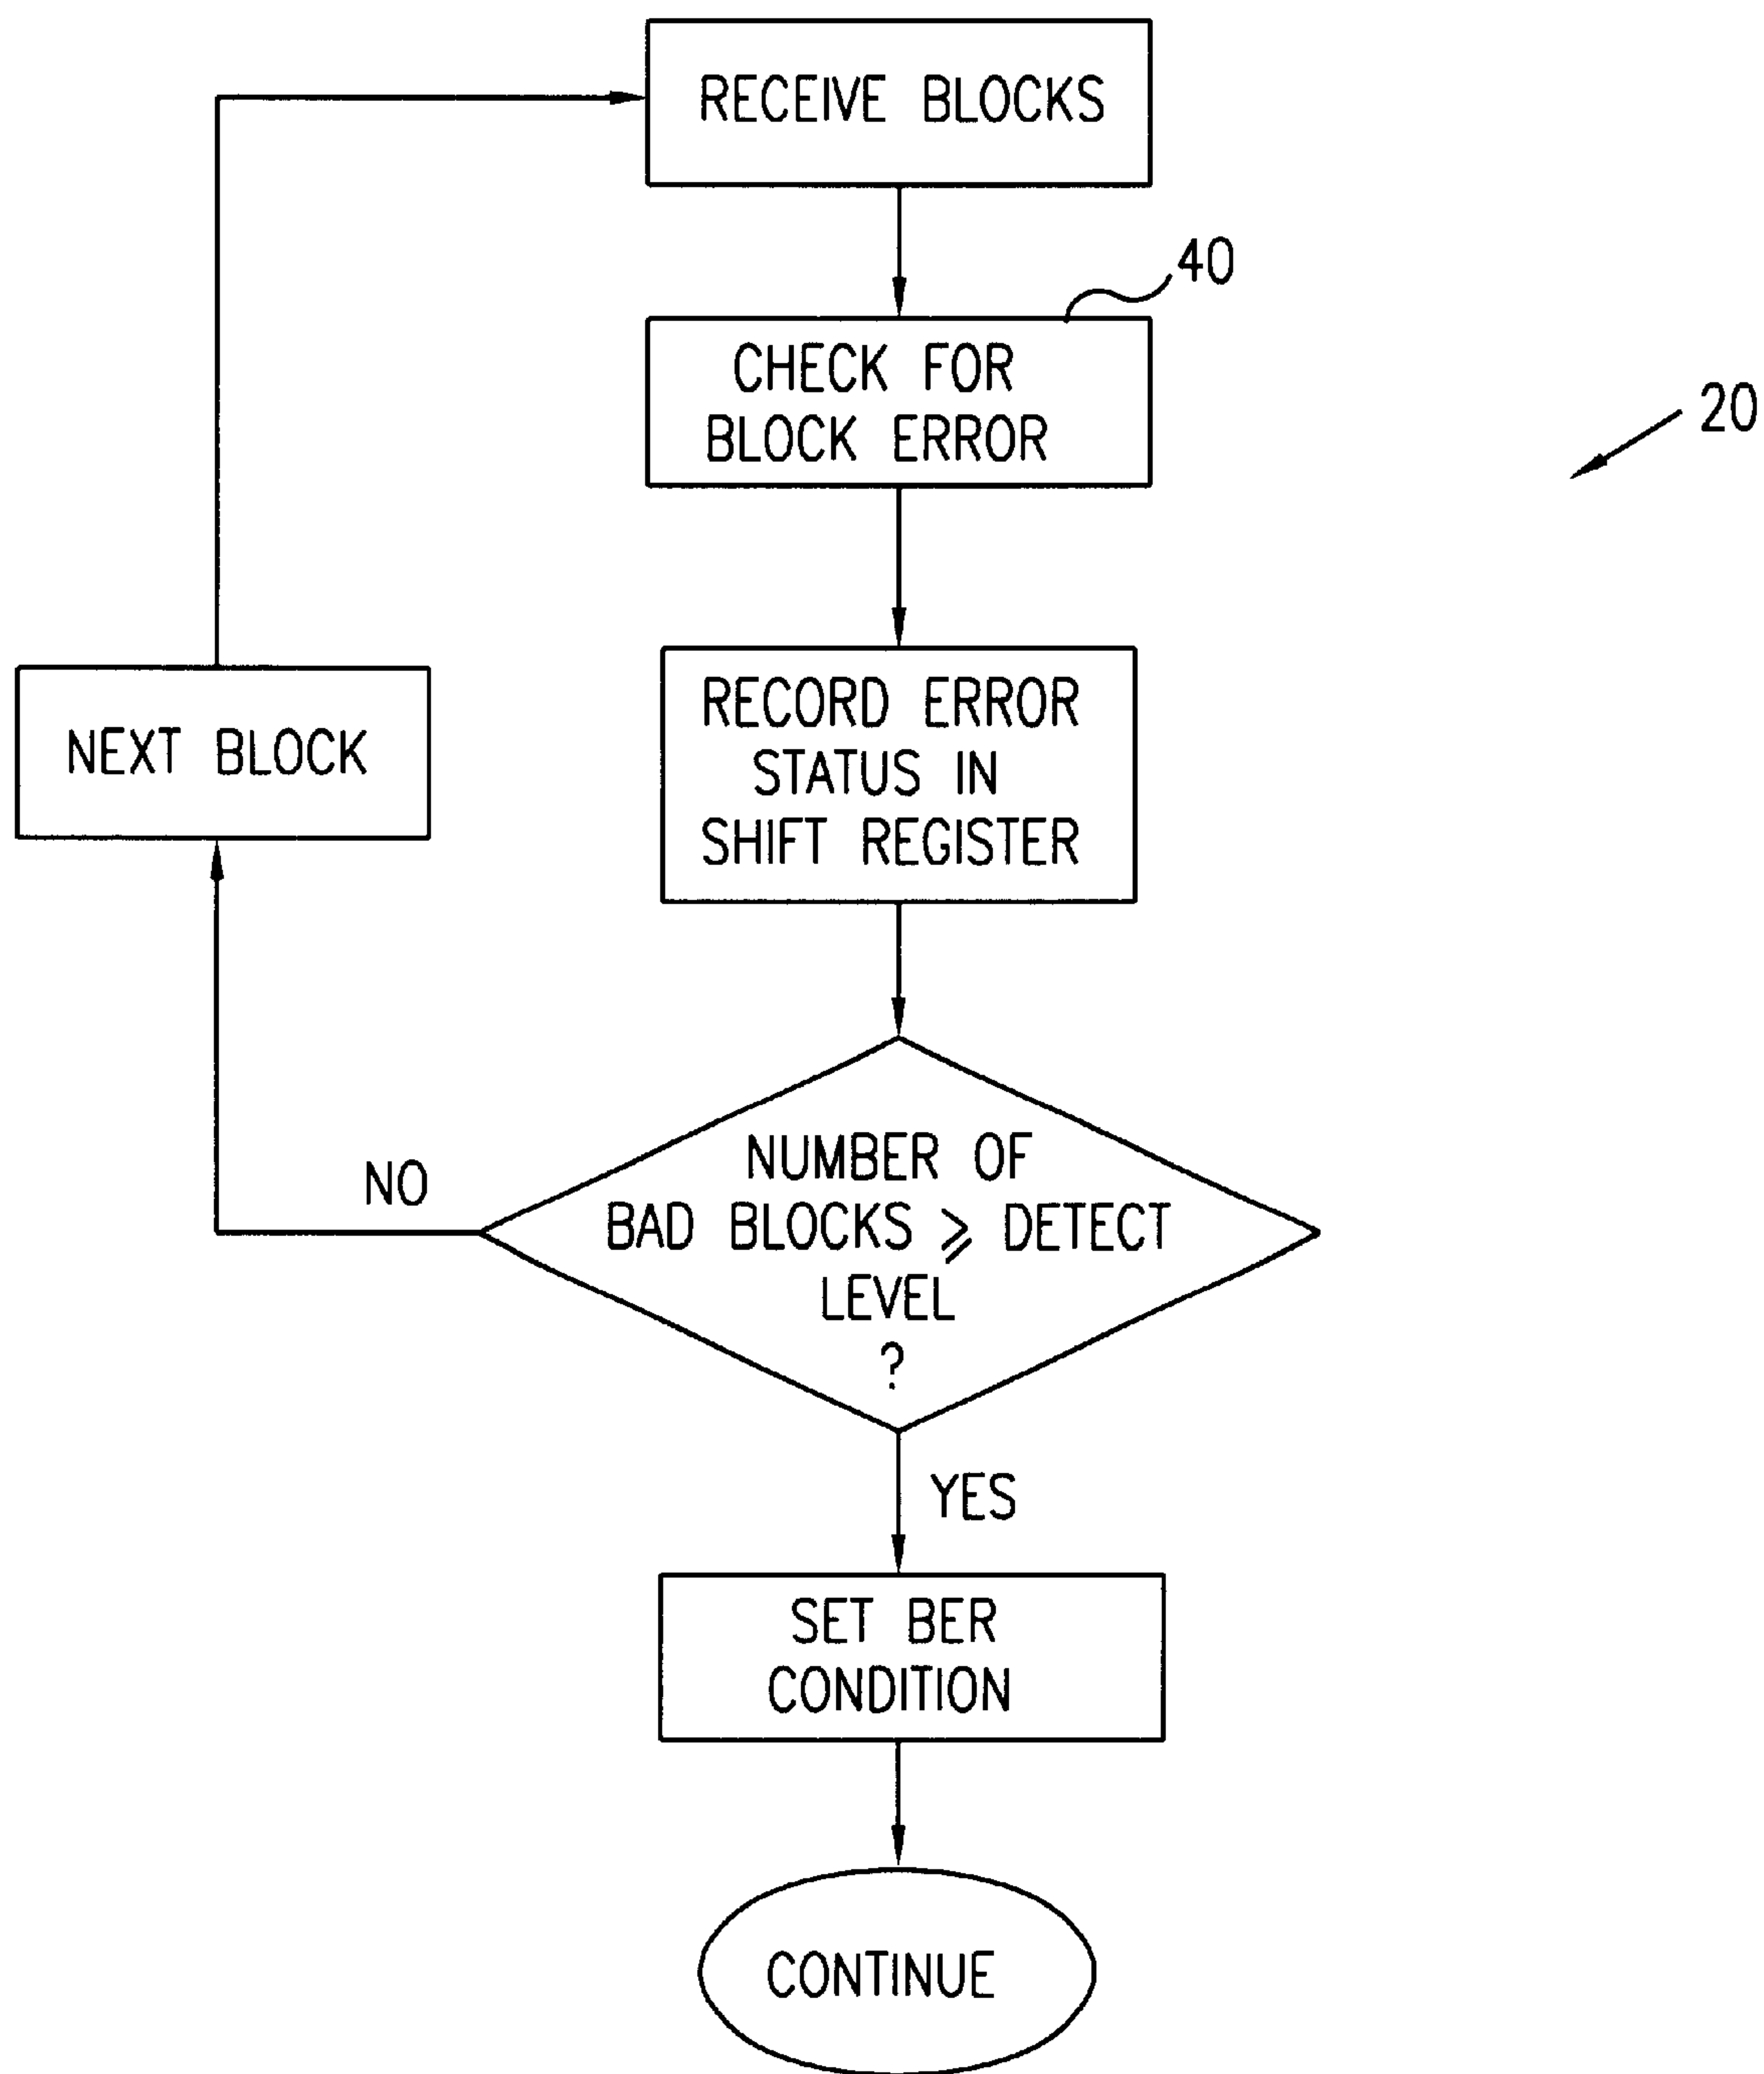 RECEIVE BLOCKS
40
CHECK FOR
BLOCK ERROR
20
RECORD ERROR
STATUS IN
SHIFT REGISTER
NEXT BLOCK
NUMBER OF
BAD BLOCKS ⩾ DETECT
LEVEL
?
NO
YES
SET BER
CONDITION
CONTINUE